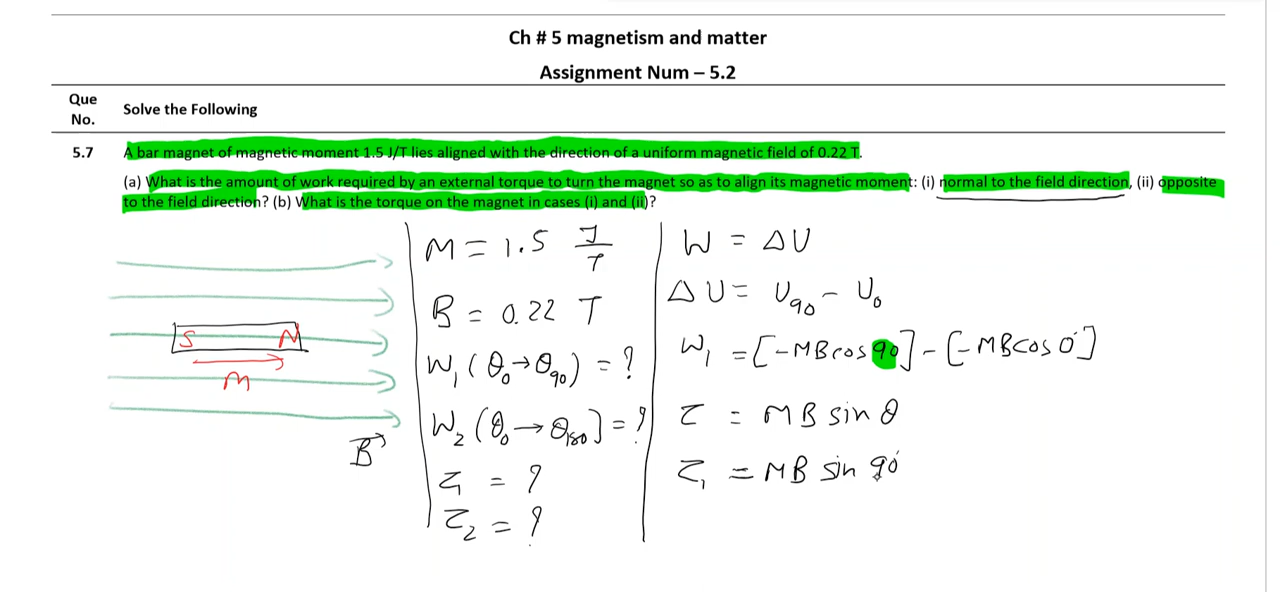 Ch # 5 magnetism and matter
Assignment Num – 5.2
Que No. Solve the Following
5.7 A bar magnet of magnetic moment 1.5 J/T lies aligned with the direction of a uniform magnetic field of 0.22 T.
(a) What is the amount of work required by an external torque to turn the magnet so as to align its magnetic moment: (i) normal to the field direction, (ii) opposite
to the field direction? (b) What is the torque on the magnet in cases (i) and (ii)?
S N
m
B⃗
M = 1.5 J/T
B = 0.22 T
W₁ (θ₀→θ₉₀) = ?
W₂ (θ₀→θ₁₈₀] = ?
τ₁ = ?
τ₂ = ?
W = ΔU
ΔU = U₉₀ - U₀
W₁ = [-MBcos 90] - [-MBcos 0°]
τ = MB sin θ
τ₁ = MB sin 90°